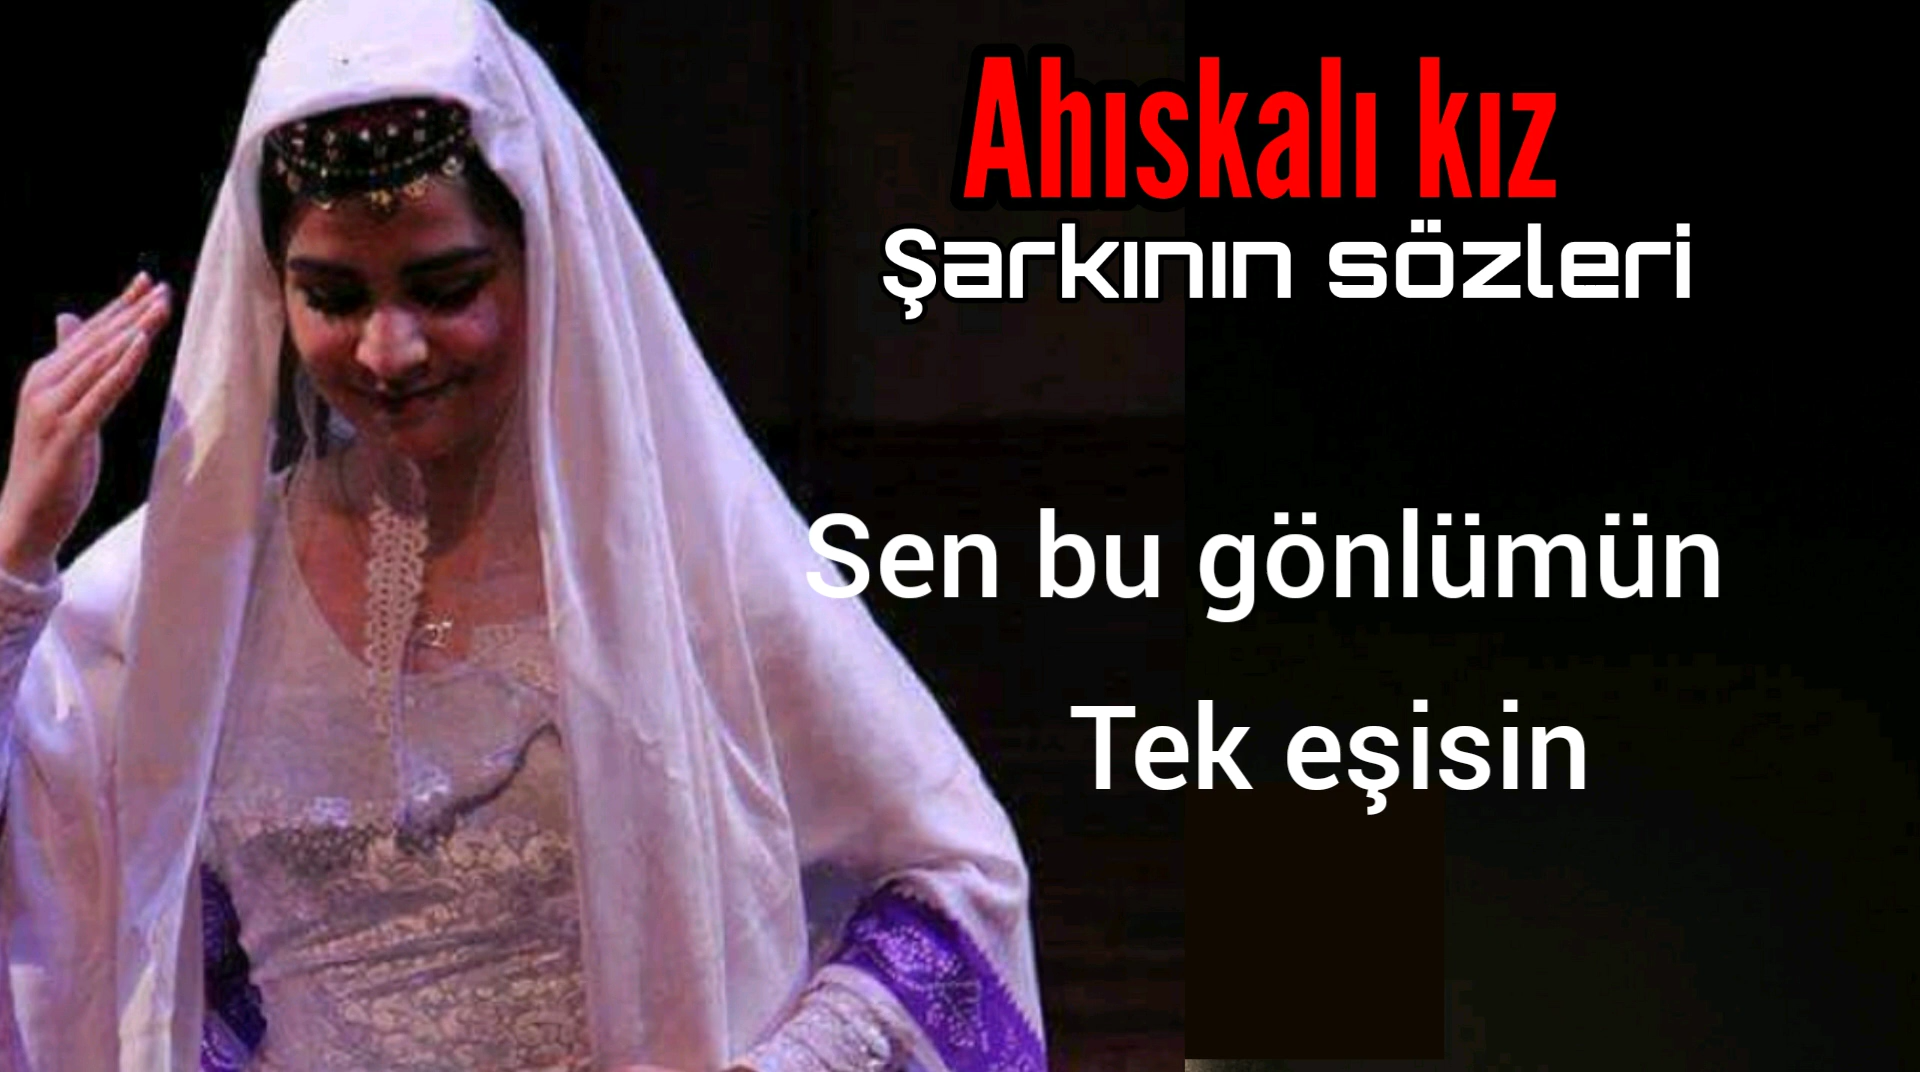 Ahıskalı kız
Şarkının sözleri
Sen bu gönlümün
Tek eşisin